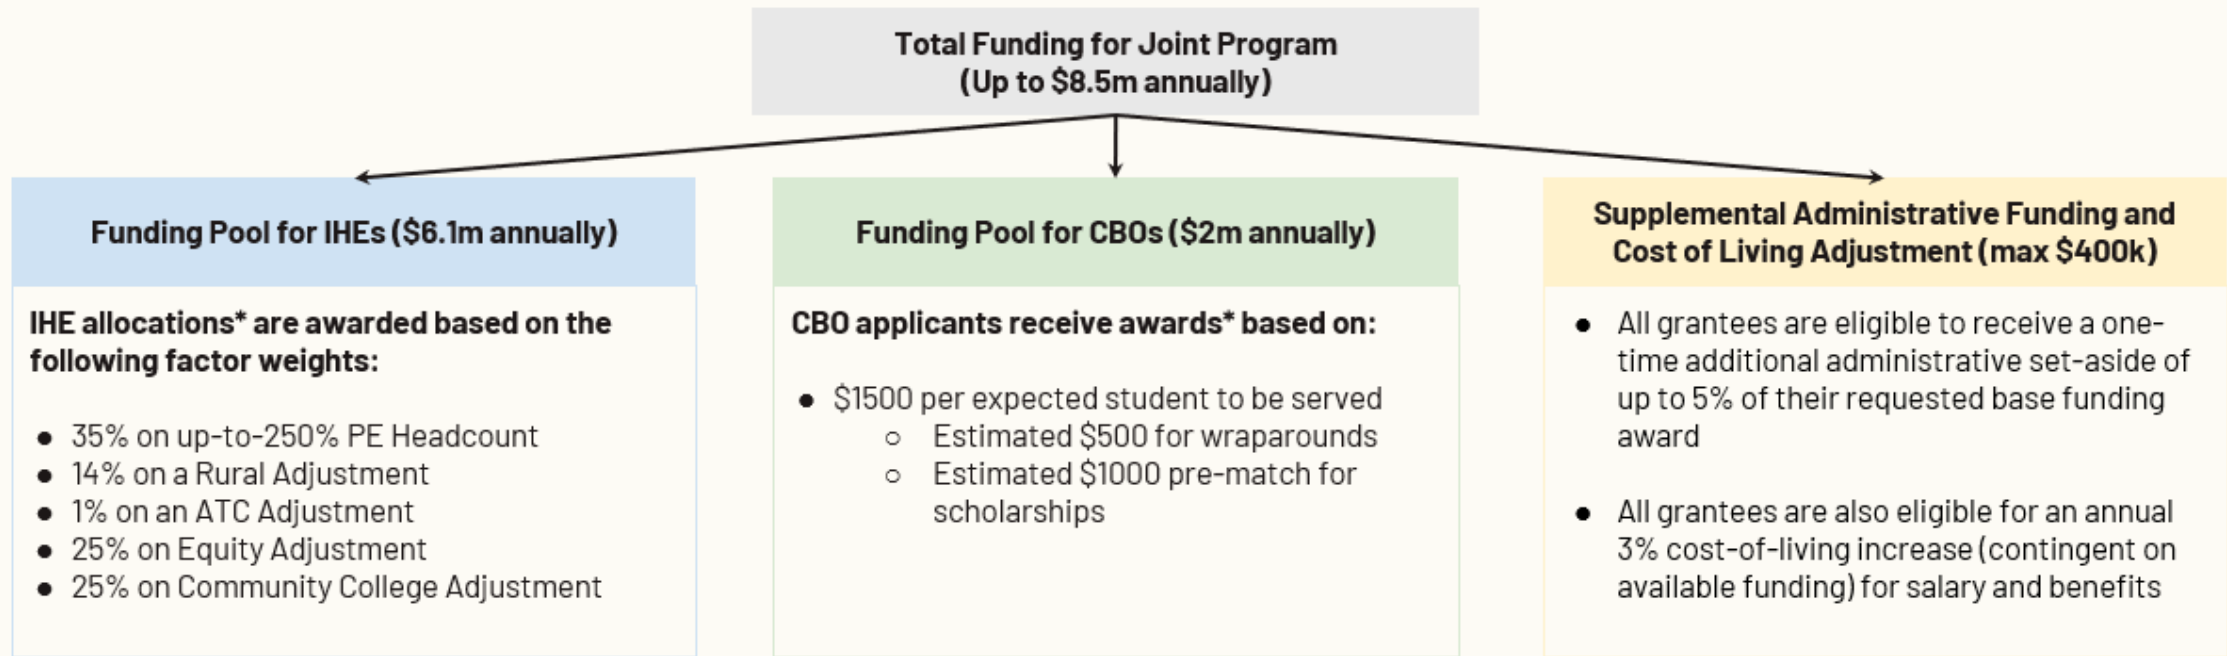 Total Funding for Joint Program
(Up to $8.5m annually)
Funding Pool for IHEs ($6.1m annually)
IHE allocations* are awarded based on the
following factor weights:
● 35% on up-to-250% PE Headcount
● 14% on a Rural Adjustment
● 1% on an ATC Adjustment
● 25% on Equity Adjustment
● 25% on Community College Adjustment
Funding Pool for CBOs ($2m annually)
CBO applicants receive awards* based on:
● $1500 per expected student to be served
○ Estimated $500 for wraparounds
○ Estimated $1000 pre-match for
scholarships
Supplemental Administrative Funding and
Cost of Living Adjustment (max $400k)
● All grantees are eligible to receive a one-
time additional administrative set-aside of
up to 5% of their requested base funding
award
● All grantees are also eligible for an annual
3% cost-of-living increase (contingent on
available funding) for salary and benefits